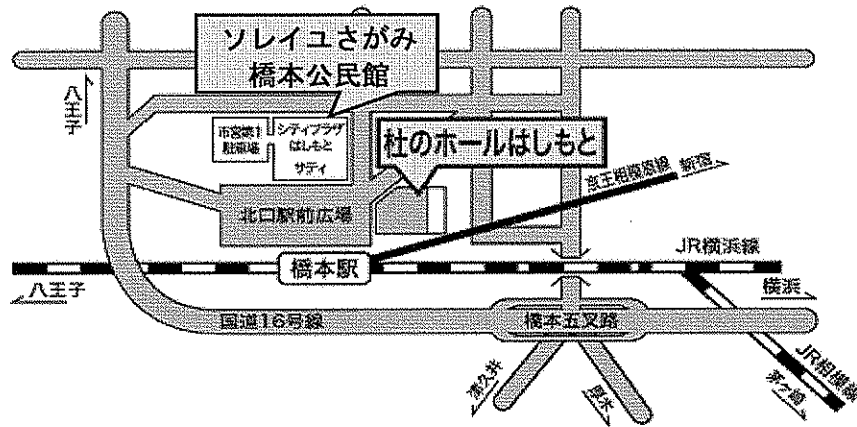 ソレイユさがみ
橋本公民館
八王子
市営第1
駐車場
シティプラザ
はしもと
サティ
杜のホールはしもと
京王相模原線
新宿
北口駅前広場
橋本駅
JR横浜線
八王子
横浜
国道16号線
橋本五叉路
JR相模線
茅ヶ崎
津久井
厚木